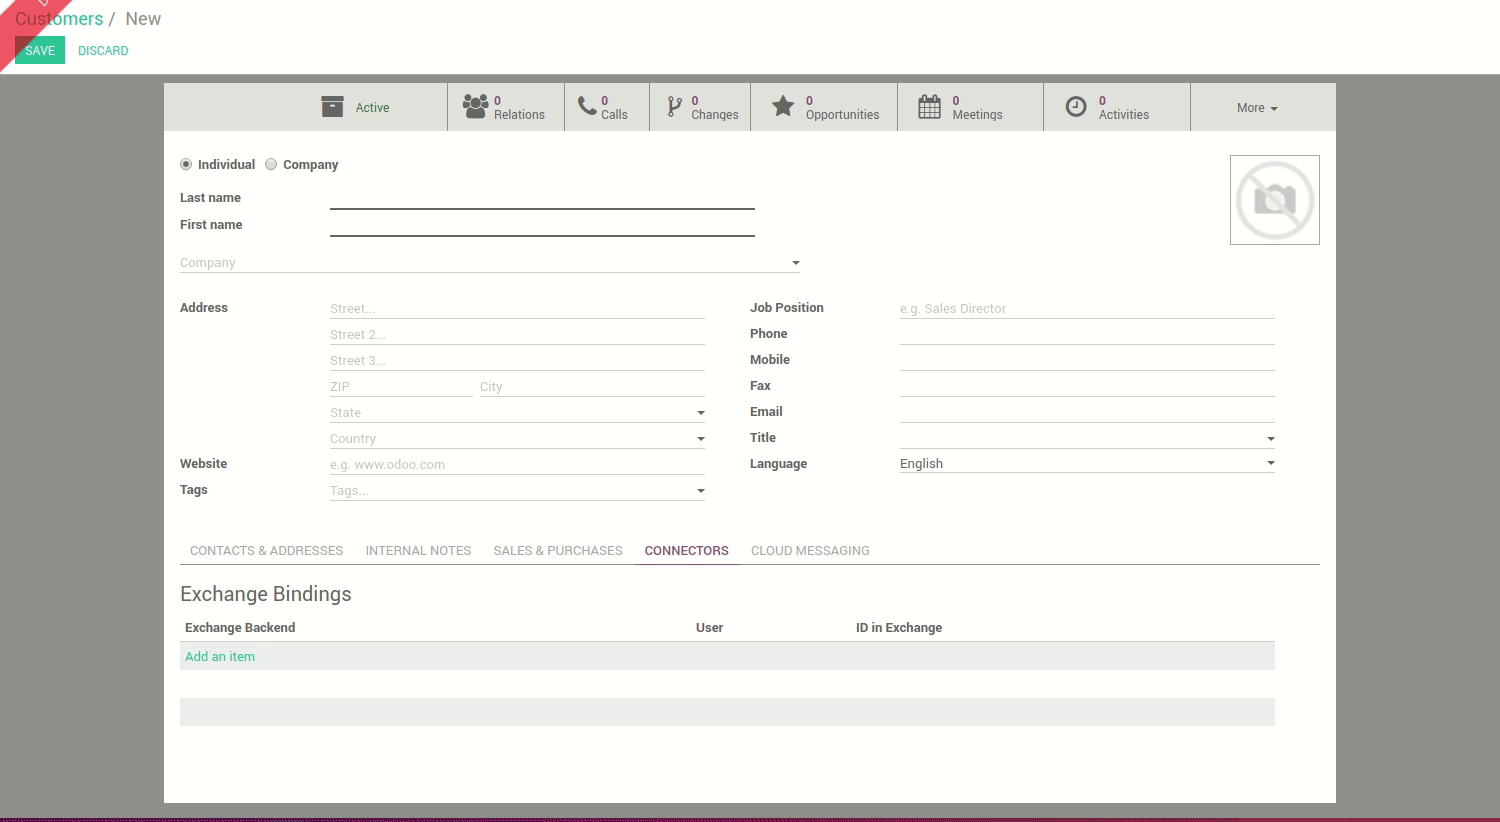 Customers / New
SAVE DISCARD
Active
0 Relations
0 Calls
0 Changes
0 Opportunities
0 Meetings
0 Activities
More
Individual Company
Last name
First name
Company
Address Street... Job Position e.g. Sales Director
Street 2... Phone
Street 3... Mobile
ZIP City Fax
State Email
Country Title
Website e.g. www.odoo.com Language English
Tags Tags...
CONTACTS & ADDRESSES INTERNAL NOTES SALES & PURCHASES CONNECTORS CLOUD MESSAGING
Exchange Bindings
Exchange Backend User ID in Exchange
Add an item